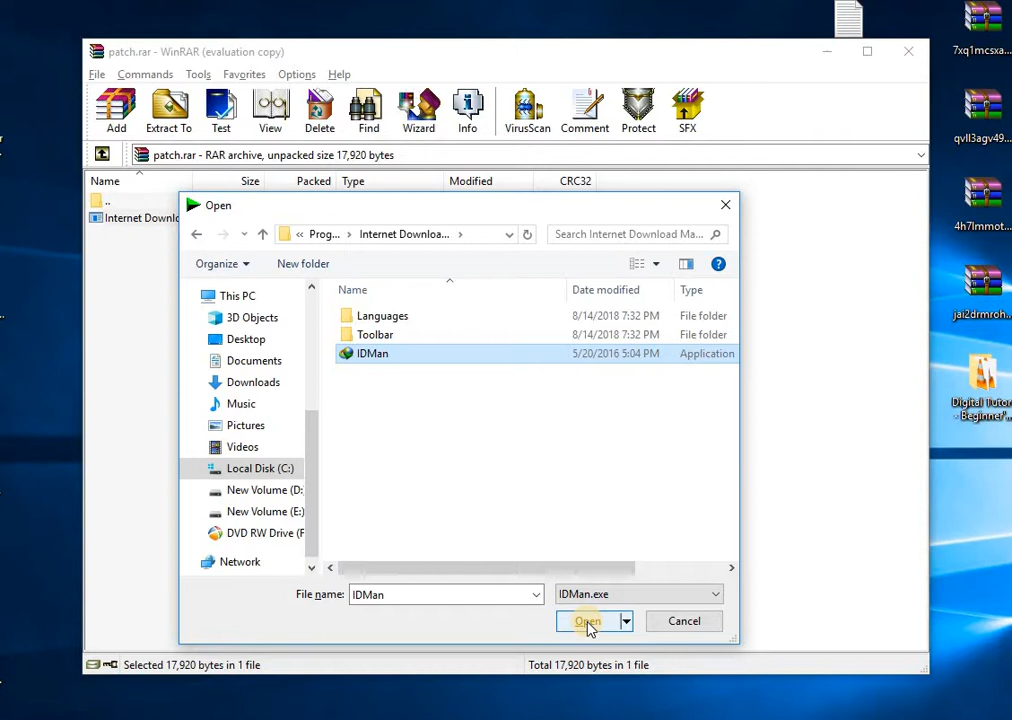 patch.rar - WinRAR (evaluation copy)
File Commands Tools Favorites Options Help
Add Extract To Test View Delete Find Wizard Info VirusScan Comment Protect SFX
patch.rar - RAR archive, unpacked size 17,920 bytes
Name Size Packed Type Modified CRC32
..
Internet Downlo
Open
« Prog... > Internet Downloa... >
Search Internet Download Ma...
Organize New folder
Name Date modified Type
This PC
3D Objects
Desktop
Documents
Downloads
Music
Pictures
Videos
Local Disk (C:)
New Volume (D:
New Volume (E:)
DVD RW Drive (F
Network
Languages 8/14/2018 7:32 PM File folder
Toolbar 8/14/2018 7:32 PM File folder
IDMan 5/20/2016 5:04 PM Application
File name: IDMan IDMan.exe
Open Cancel
Selected 17,920 bytes in 1 file Total 17,920 bytes in 1 file
7xq1mcsxa...
qvll3agv49...
4h7lmmot...
jai2drmroh...
Digital Tutor
- Beginner'...